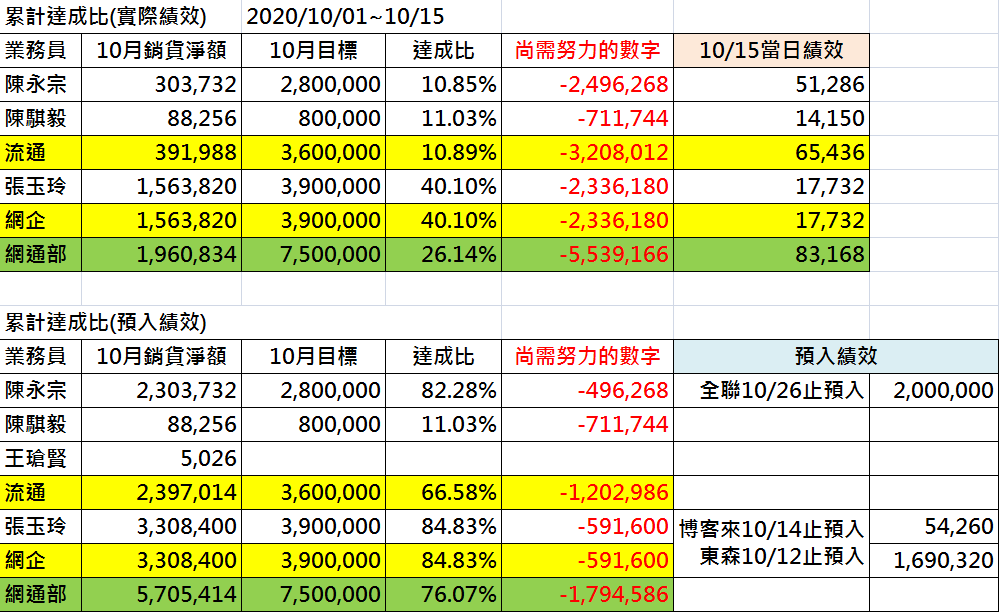 累計達成比(實際績效) 2020/10/01~10/15
業務員 10月銷貨淨額 10月目標 達成比 尚需努力的數字 10/15當日績效
陳永宗 303,732 2,800,000 10.85% -2,496,268 51,286
陳騏毅 88,256 800,000 11.03% -711,744 14,150
流通 391,988 3,600,000 10.89% -3,208,012 65,436
張玉玲 1,563,820 3,900,000 40.10% -2,336,180 17,732
網企 1,563,820 3,900,000 40.10% -2,336,180 17,732
網通部 1,960,834 7,500,000 26.14% -5,539,166 83,168
累計達成比(預入績效)
業務員 10月銷貨淨額 10月目標 達成比 尚需努力的數字 預入績效
陳永宗 2,303,732 2,800,000 82.28% -496,268 全聯10/26止預入 2,000,000
陳騏毅 88,256 800,000 11.03% -711,744
王瑲賢 5,026
流通 2,397,014 3,600,000 66.58% -1,202,986
張玉玲 3,308,400 3,900,000 84.83% -591,600 博客來10/14止預入 54,260
網企 3,308,400 3,900,000 84.83% -591,600 東森10/12止預入 1,690,320
網通部 5,705,414 7,500,000 76.07% -1,794,586